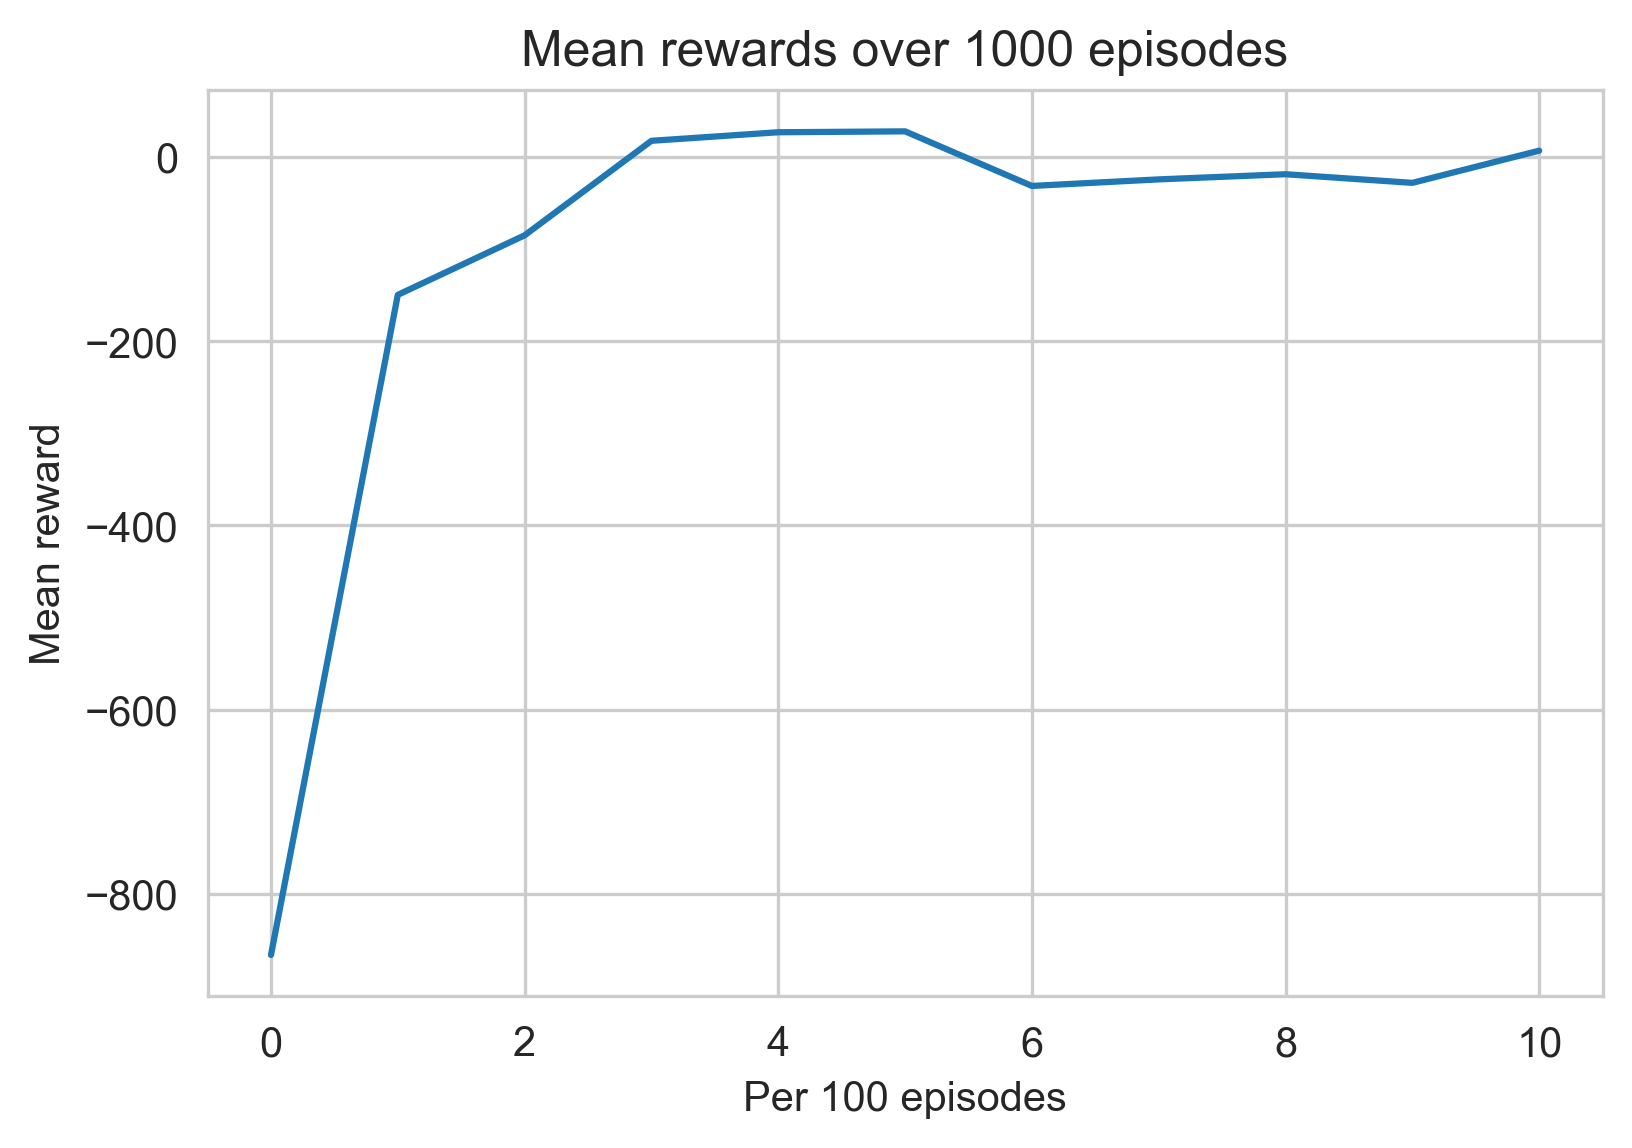 Mean rewards over 1000 episodes
0
−200
−400
−600
−800
Mean reward
0 2 4 6 8 10
Per 100 episodes